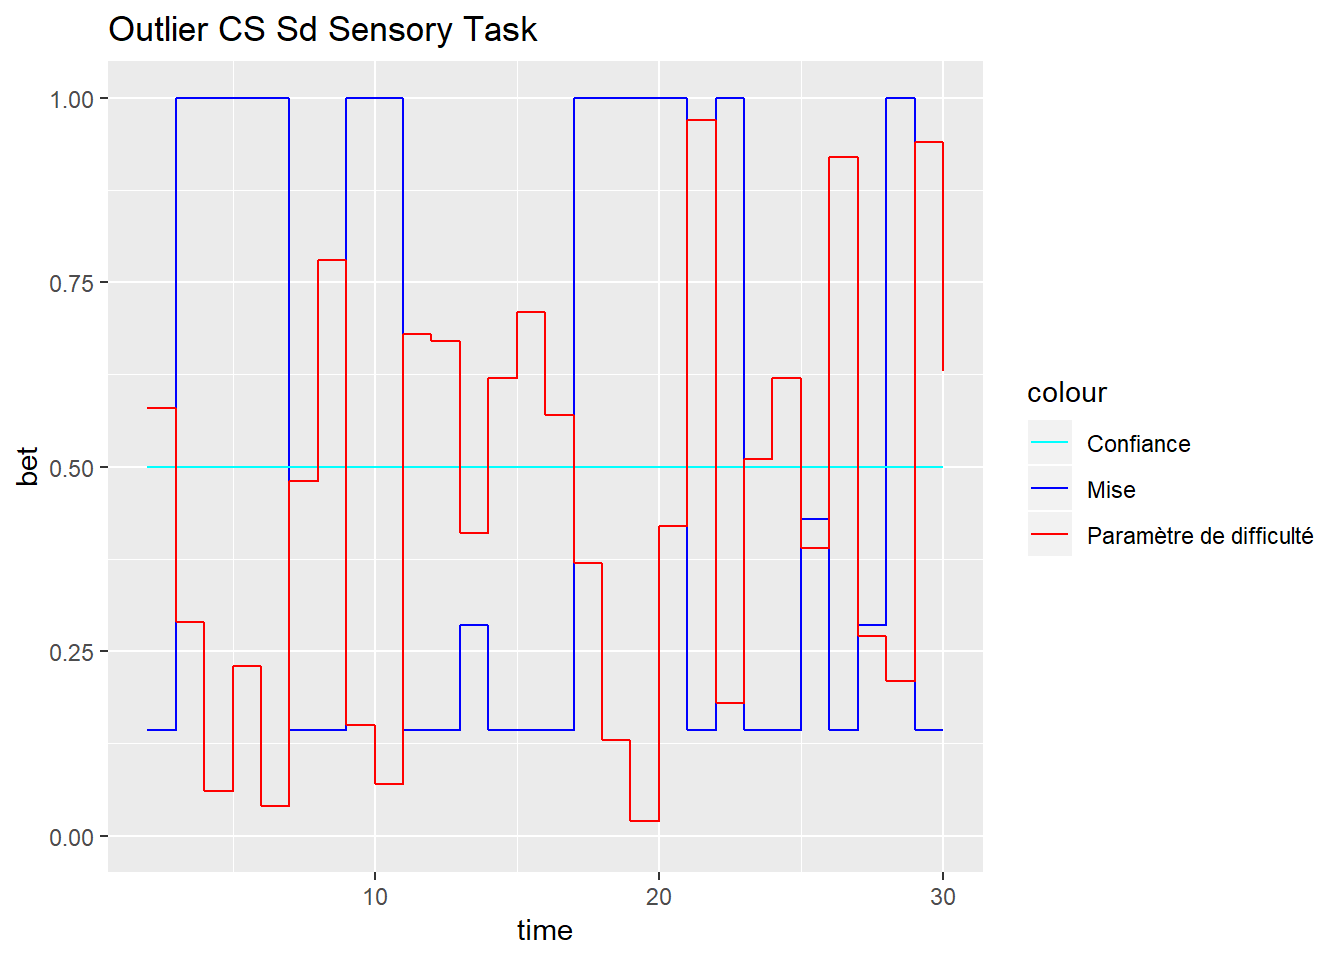 Outlier CS Sd Sensory Task
1.00
0.75
0.50
0.25
0.00
bet
10 20 30
time
colour
Confiance
Mise
Paramètre de difficulté